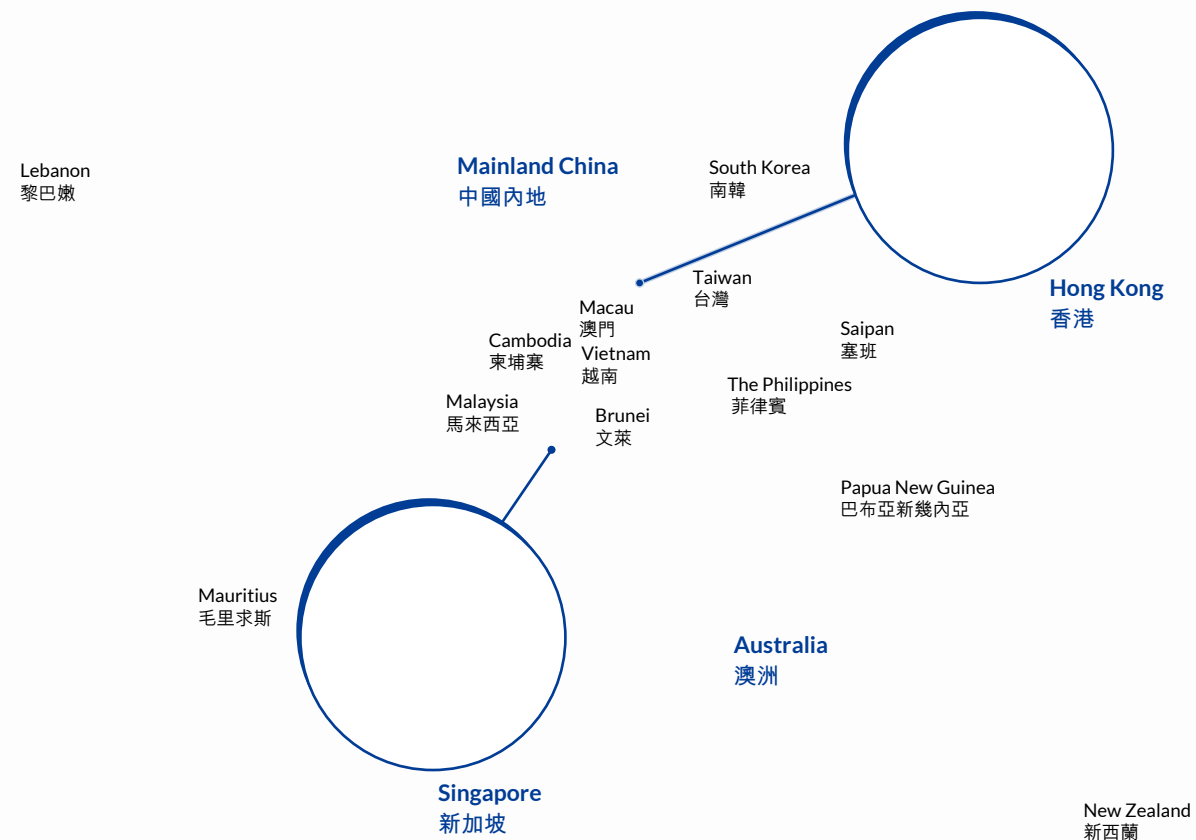 Lebanon
黎巴嫩
Mainland China
中國內地
South Korea
南韓
Taiwan
台灣
Hong Kong
香港
Macau
澳門
Cambodia
柬埔寨
Vietnam
越南
Saipan
塞班
The Philippines
菲律賓
Malaysia
馬來西亞
Brunei
文萊
Papua New Guinea
巴布亞新幾內亞
Mauritius
毛里求斯
Australia
澳洲
Singapore
新加坡
New Zealand
新西蘭